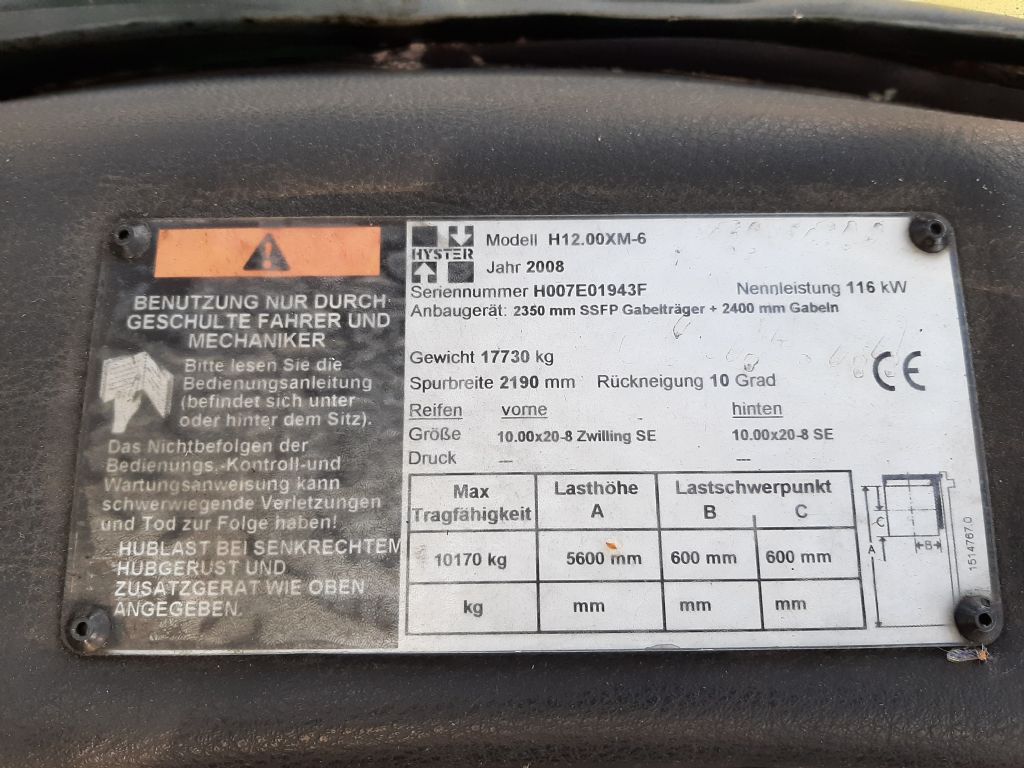 BENUTZUNG NUR DURCH
GESCHULTE FAHRER UND
MECHANIKER
Bitte lesen Sie die
Bedienungsanleitung
(befindet sich unter
oder hinter dem Sitz).
Das Nichtbefolgen der
Bedienungs,-Kontroll-und
Wartungsanweisung kann
schwerwiegende Verletzungen
und Tod zur Folge haben!
HUBLAST BEI SENKRECHTEM
HUBGERUST UND
ZUSATZGERAT WIE OBEN
ANGEGEBEN.
HYSTER
Modell H12.00XM-6
Jahr 2008
Seriennummer H007E01943F Nennleistung 116 kW
Anbaugerät: 2350 mm SSFP Gabelträger + 2400 mm Gabeln
Gewicht 17730 kg
Spurbreite 2190 mm Rückneigung 10 Grad
CE
Reifen vorne hinten
Größe 10.00x20-8 Zwilling SE 10.00x20-8 SE
Druck --- ---
Max Tragfähigkeit Lasthöhe A Lastschwerpunkt B C
10170 kg 5600 mm 600 mm 600 mm
kg mm mm mm
C
A
B
1514767.0